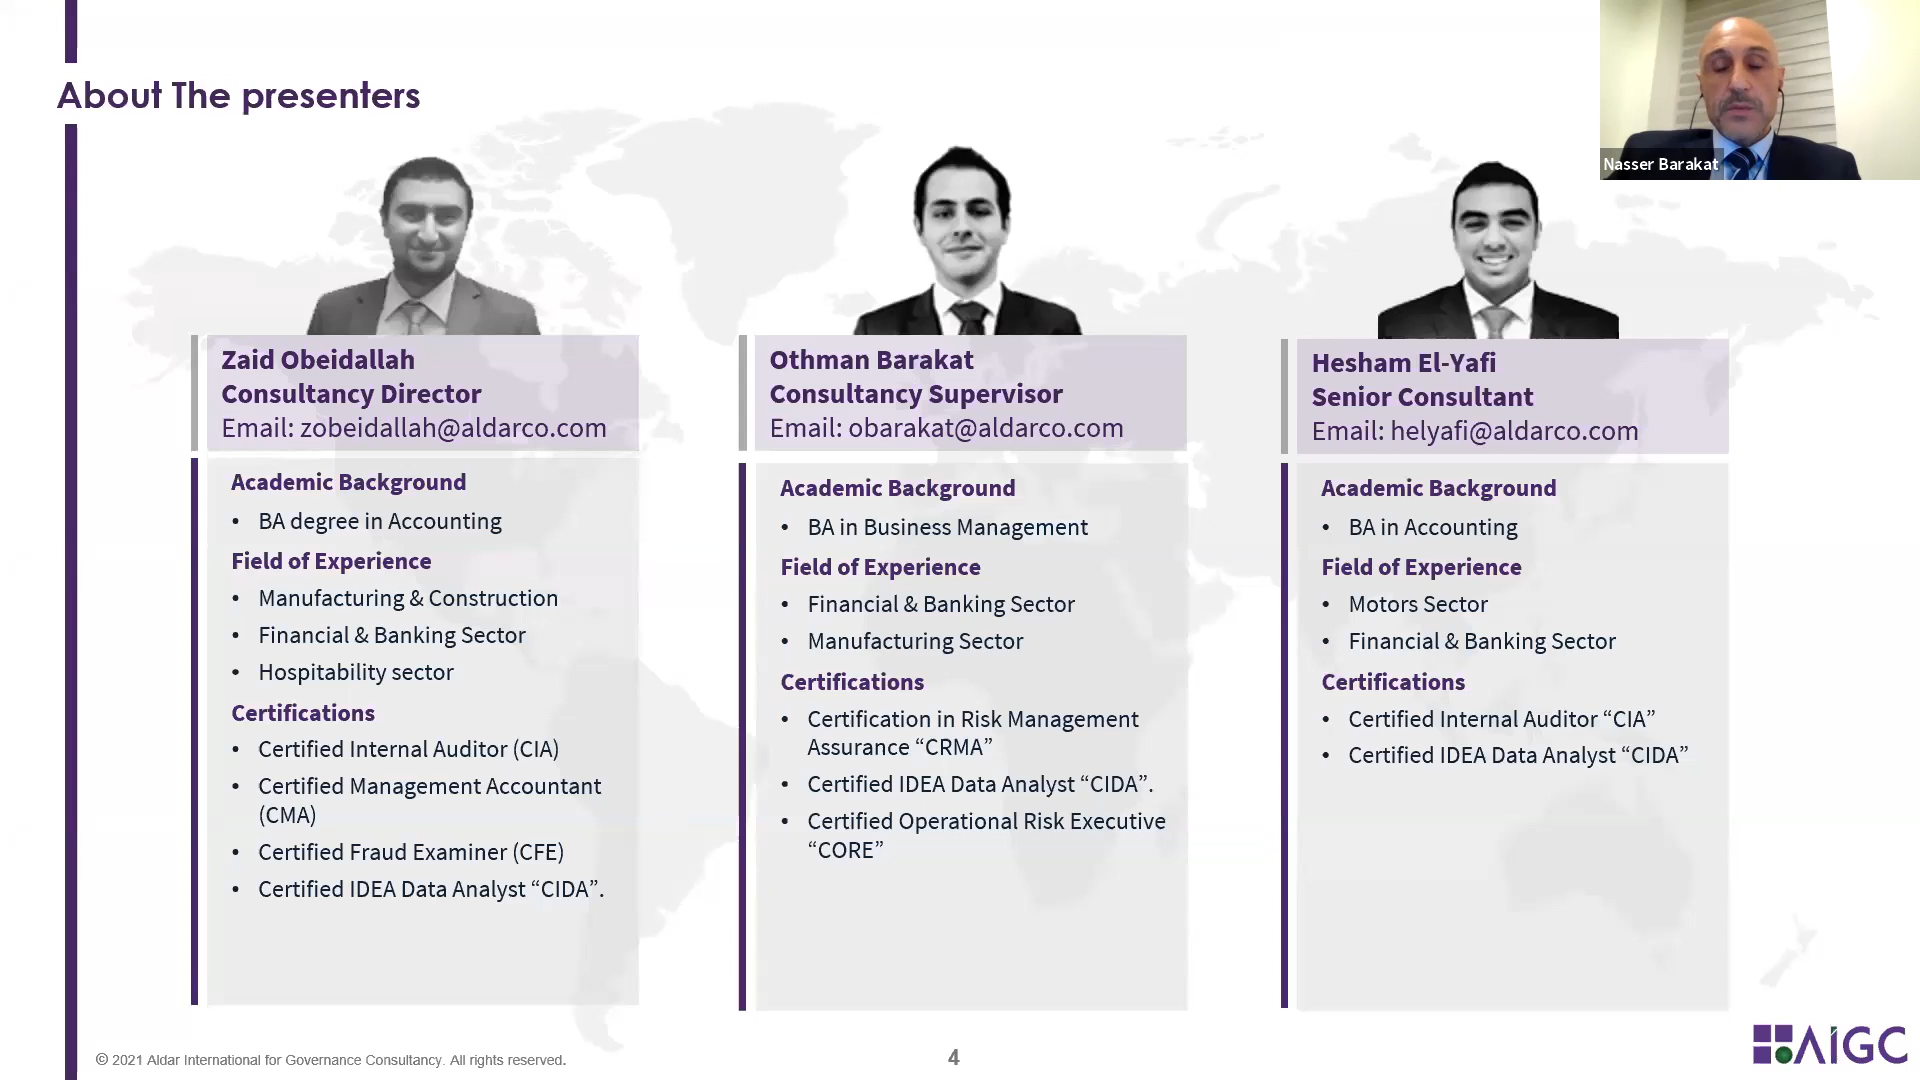 About The presenters
Nasser Barakat
Zaid Obeidallah
Consultancy Director
Email: zobeidallah@aldarco.com
Academic Background
• BA degree in Accounting
Field of Experience
• Manufacturing & Construction
• Financial & Banking Sector
• Hospitability sector
Certifications
• Certified Internal Auditor (CIA)
• Certified Management Accountant
(CMA)
• Certified Fraud Examiner (CFE)
• Certified IDEA Data Analyst “CIDA”.
Othman Barakat
Consultancy Supervisor
Email: obarakat@aldarco.com
Academic Background
• BA in Business Management
Field of Experience
• Financial & Banking Sector
• Manufacturing Sector
Certifications
• Certification in Risk Management
Assurance “CRMA”
• Certified IDEA Data Analyst “CIDA”.
• Certified Operational Risk Executive
“CORE”
Hesham El-Yafi
Senior Consultant
Email: helyafi@aldarco.com
Academic Background
• BA in Accounting
Field of Experience
• Motors Sector
• Financial & Banking Sector
Certifications
• Certified Internal Auditor “CIA”
• Certified IDEA Data Analyst “CIDA”
© 2021 Aldar International for Governance Consultancy. All rights reserved.
4
AIGC